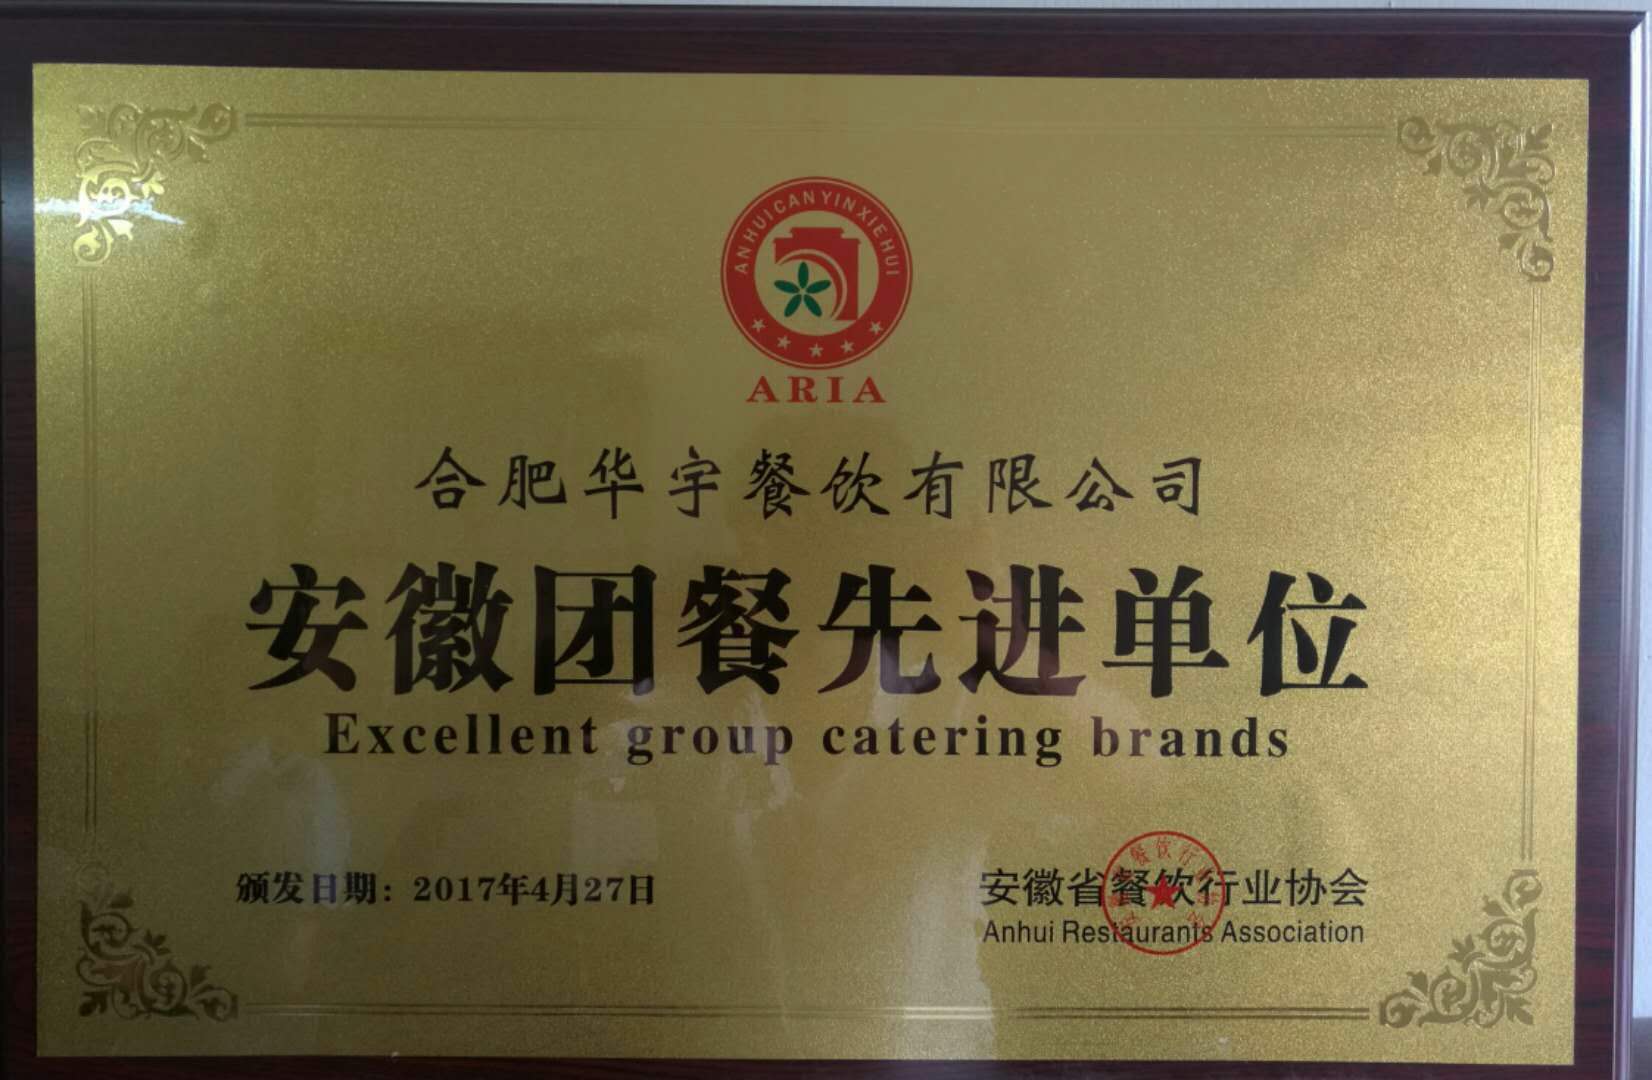 ANHUICANYINXIEHUI
ARIA
合肥华宇餐饮有限公司
安徽团餐先进单位
Excellent group catering brands
颁发日期：2017年4月27日
安徽省餐饮行业协会
Anhui Restaurants Association